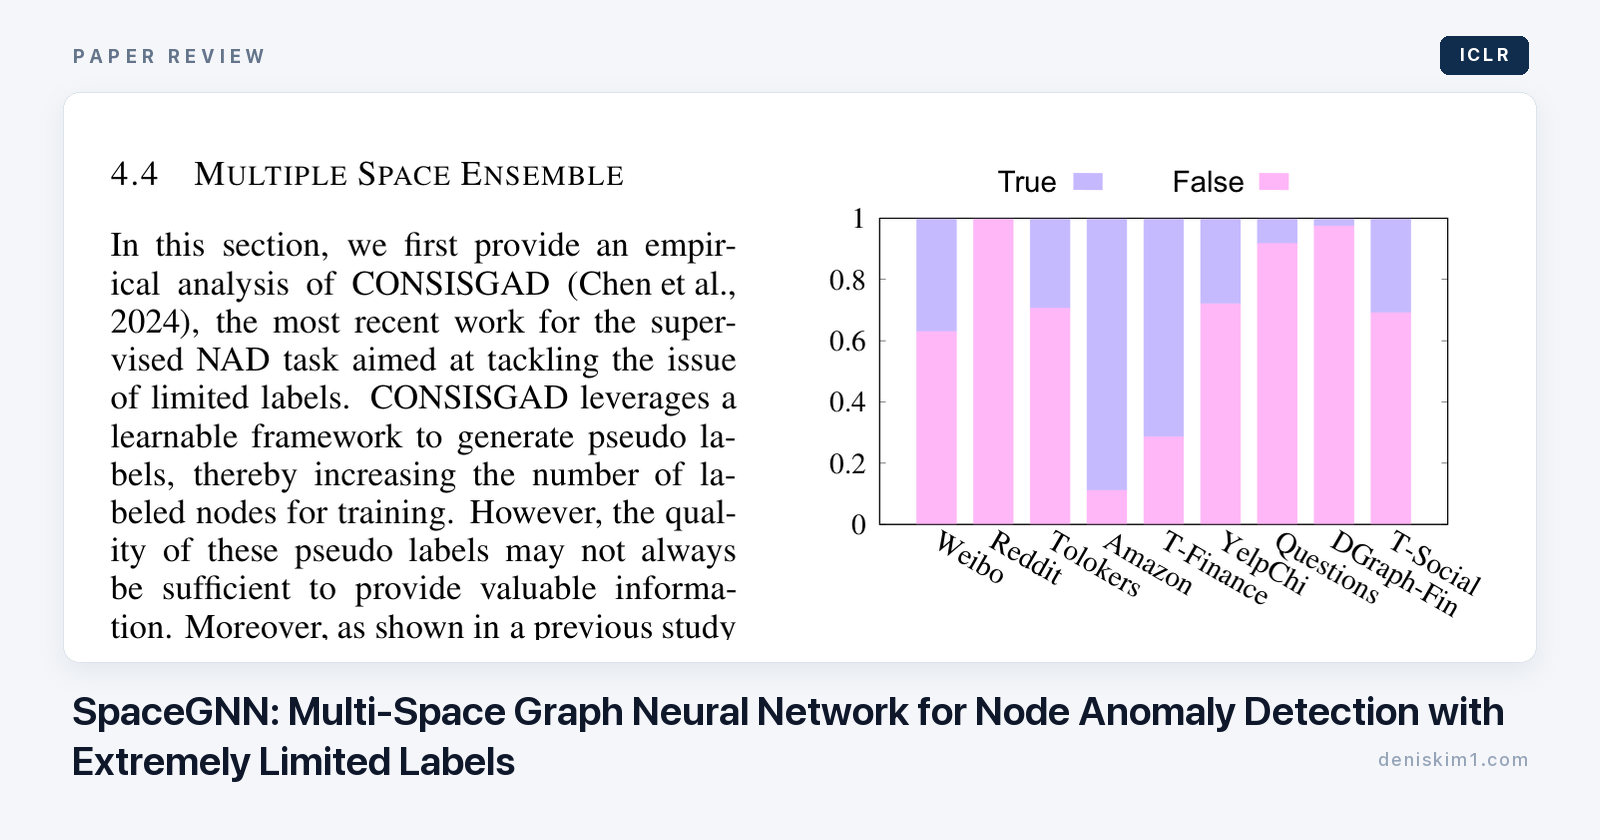 PAPER REVIEW
ICLR
4.4 MULTIPLE SPACE ENSEMBLE
In this section, we first provide an empir-
ical analysis of CONSISGAD (Chen et al.,
2024), the most recent work for the super-
vised NAD task aimed at tackling the issue
of limited labels. CONSISGAD leverages a
learnable framework to generate pseudo la-
bels, thereby increasing the number of la-
beled nodes for training. However, the qual-
ity of these pseudo labels may not always
be sufficient to provide valuable informa-
tion. Moreover, as shown in a previous study
True False
1
0.8
0.6
0.4
0.2
0
Weibo
Reddit
Tolokers
Amazon
T-Finance
YelpChi
Questions
DGraph-Fin
T-Social
SpaceGNN: Multi-Space Graph Neural Network for Node Anomaly Detection with
Extremely Limited Labels
deniskim1.com